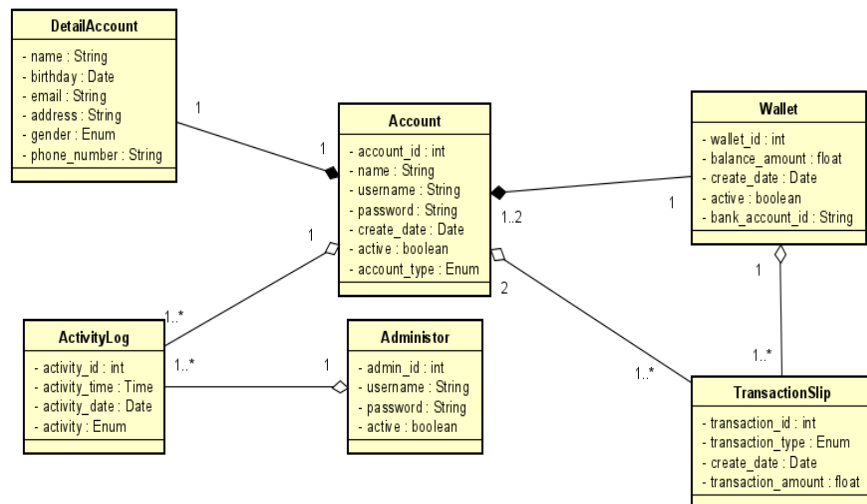 DetailAccount
- name : String
- birthday : Date
- email : String
- address : String
- gender : Enum
- phone_number : String
1
1
Account
- account_id : int
- name : String
- username : String
- password : String
- create_date : Date
- active : boolean
- account_type : Enum
Wallet
- wallet_id : int
- balance_amount : float
- create_date : Date
- active : boolean
- bank_account_id : String
1..2
1
1
1..*
2
1..*
1
1..*
ActivityLog
- activity_id : int
- activity_time : Time
- activity_date : Date
- activity : Enum
1..*
1
Administor
- admin_id : int
- username : String
- password : String
- active : boolean
TransactionSlip
- transaction_id : int
- transaction_type : Enum
- create_date : Date
- transaction_amount : float